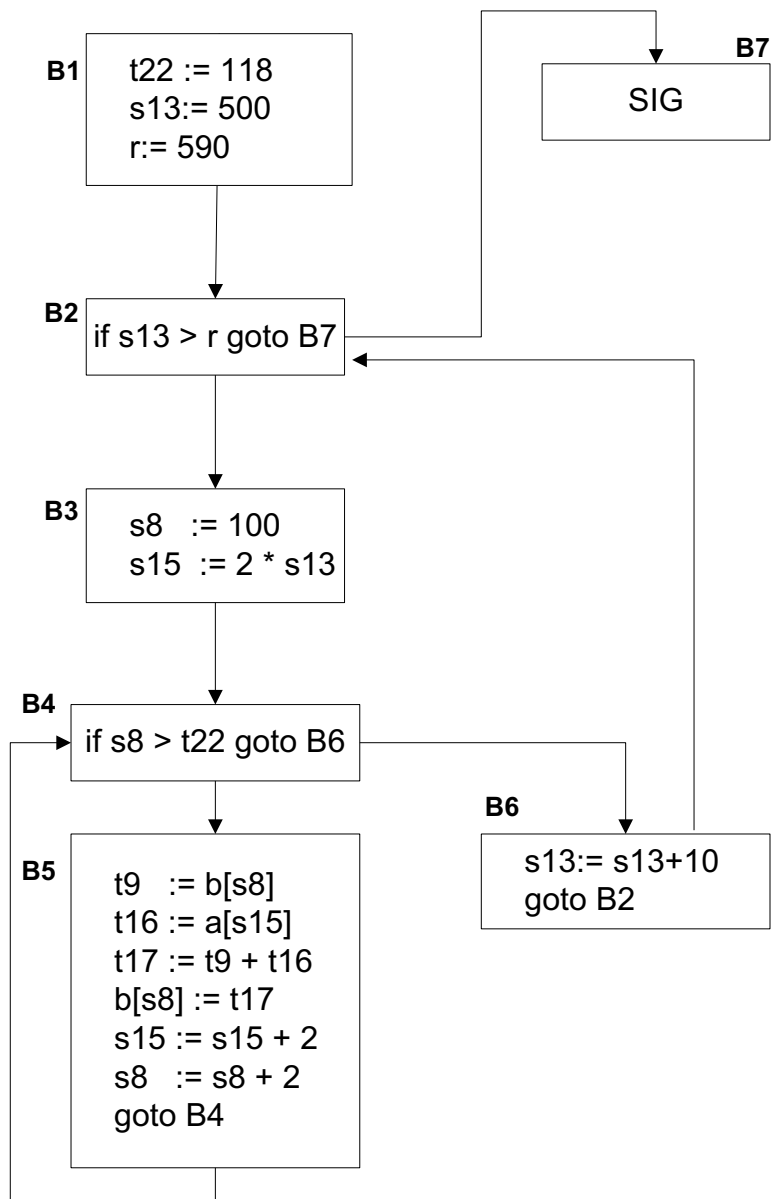 B1
t22 := 118
s13:= 500
r:= 590
B7
SIG
B2
if s13 > r goto B7
B3
s8 := 100
s15 := 2 * s13
B4
if s8 > t22 goto B6
B5
t9 := b[s8]
t16 := a[s15]
t17 := t9 + t16
b[s8] := t17
s15 := s15 + 2
s8 := s8 + 2
goto B4
B6
s13:= s13+10
goto B2